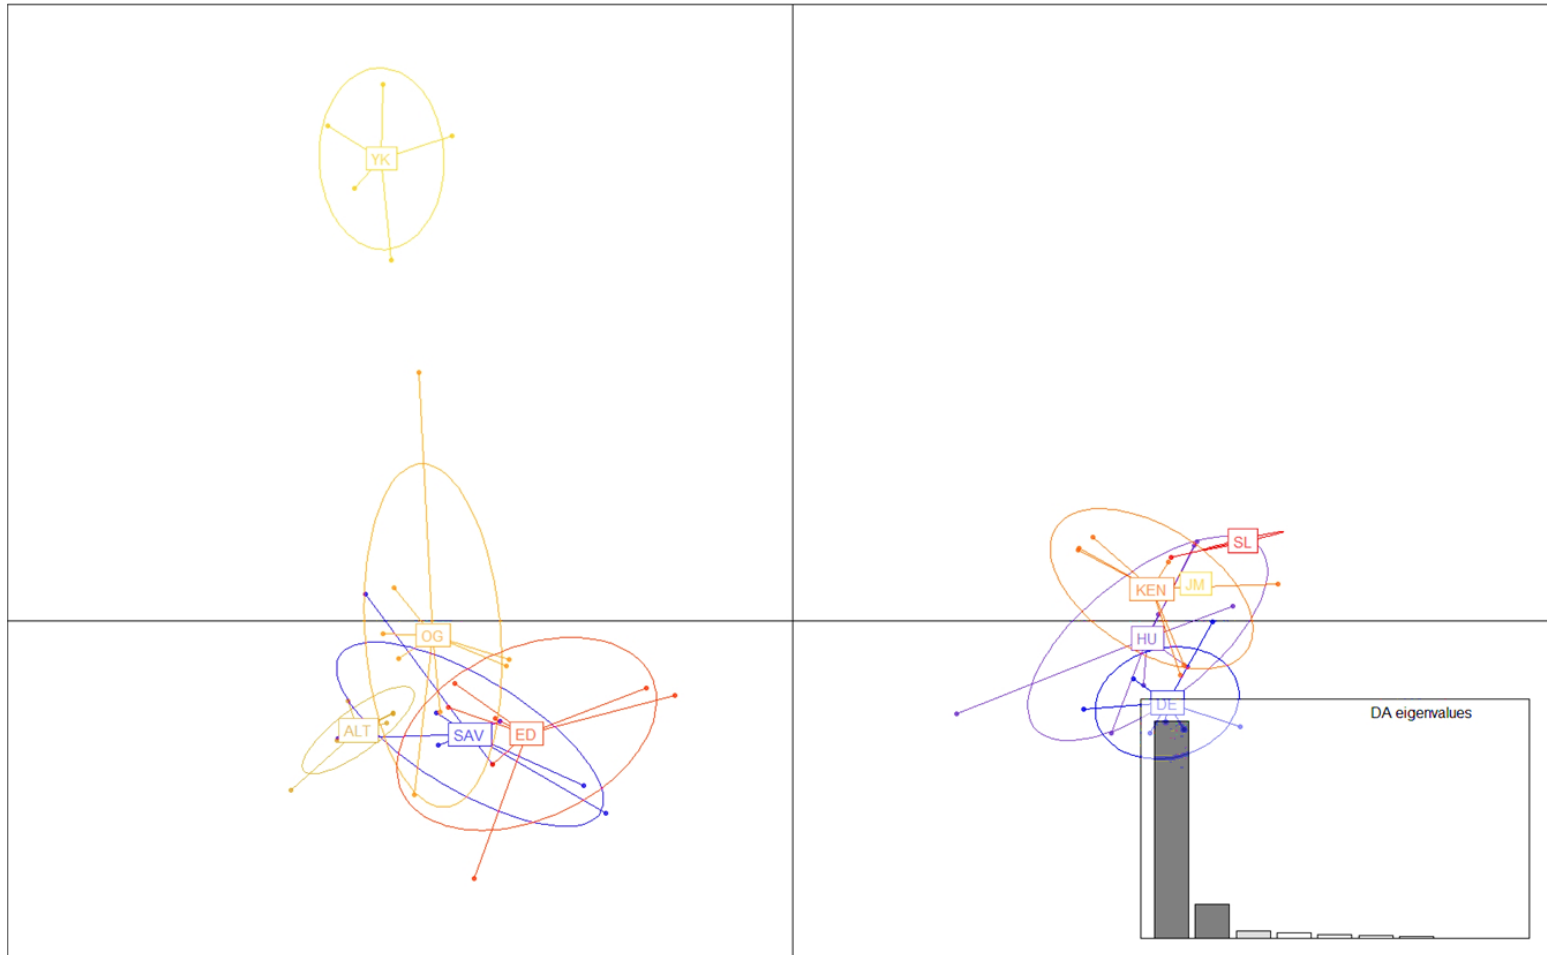 YK
SL
KEN
JM
OG
HU
DE
DA eigenvalues
ALT
SAV
ED